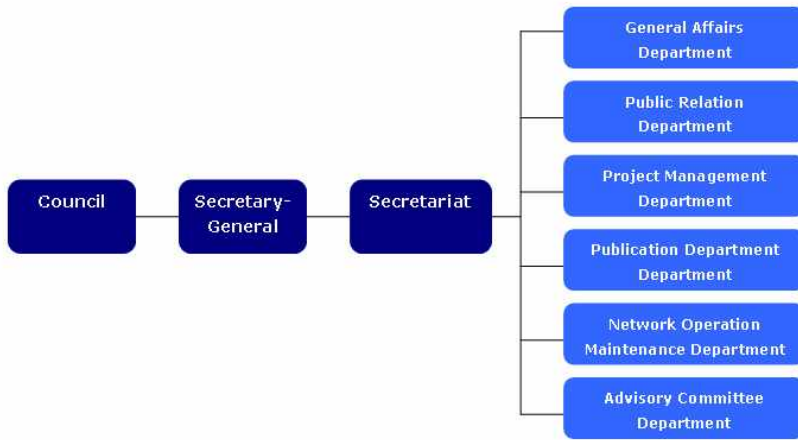 Council
Secretary-
General
Secretariat
General Affairs
Department
Public Relation
Department
Project Management
Department
Publication Department
Department
Network Operation
Maintenance Department
Advisory Committee
Department